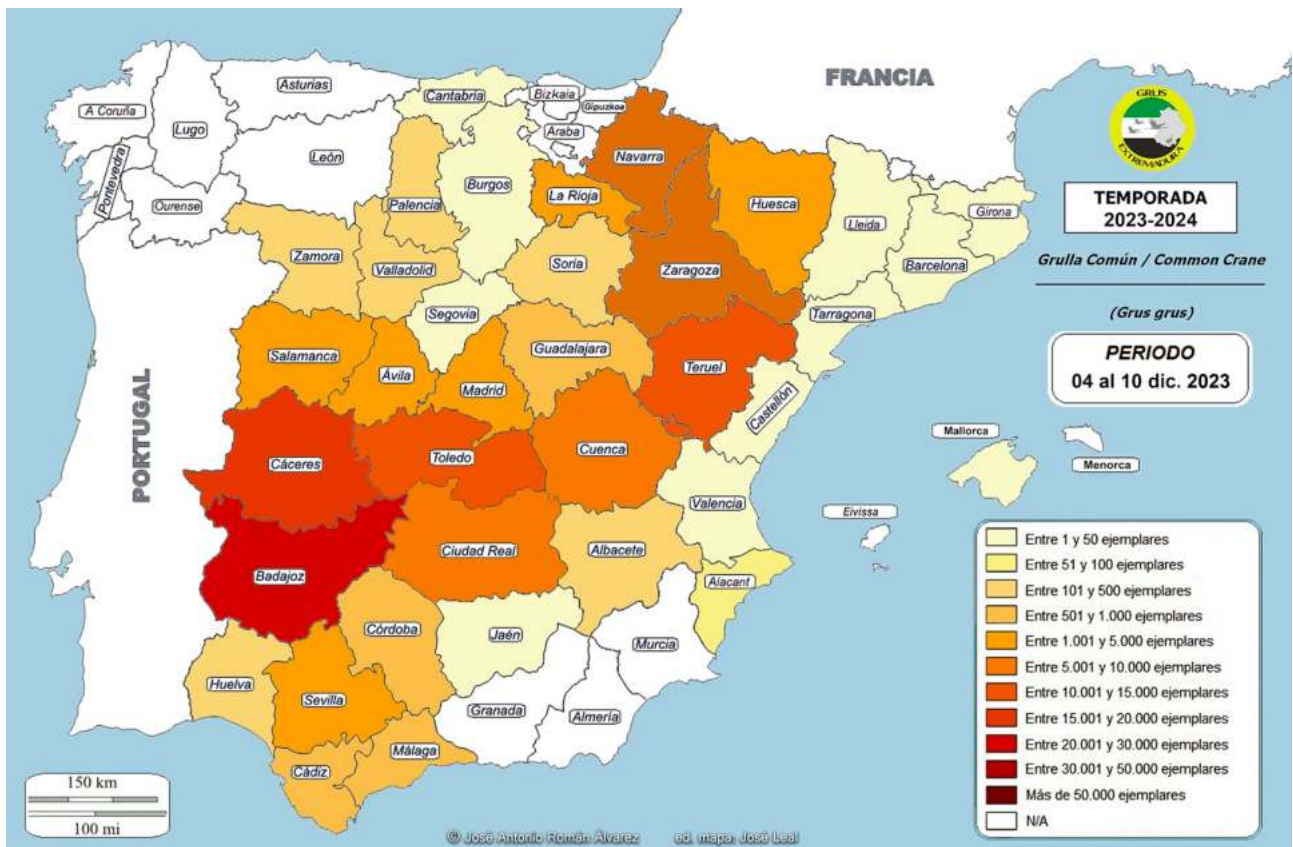 FRANCIA
PORTUGAL
A Coruña
Lugo
Asturias
Cantabria
Bizkaia
Gipuzkoa
Araba
Navarra
Pontevedra
Ourense
León
Palencia
Burgos
La Rioja
Huesca
Lleida
Girona
Barcelona
Zamora
Valladolid
Soria
Zaragoza
Tarragona
Segovia
Salamanca
Ávila
Madrid
Guadalajara
Teruel
Castellón
Cáceres
Toledo
Cuenca
Valencia
Badajoz
Ciudad Real
Albacete
Alacant
Huelva
Sevilla
Córdoba
Jaén
Murcia
Granada
Almería
Cádiz
Málaga
Mallorca
Menorca
Eivissa
GRUS
EXTREMADURA
TEMPORADA
2023-2024
Grulla Común / Common Crane
(Grus grus)
PERIODO
04 al 10 dic. 2023
Entre 1 y 50 ejemplares
Entre 51 y 100 ejemplares
Entre 101 y 500 ejemplares
Entre 501 y 1.000 ejemplares
Entre 1.001 y 5.000 ejemplares
Entre 5.001 y 10.000 ejemplares
Entre 10.001 y 15.000 ejemplares
Entre 15.001 y 20.000 ejemplares
Entre 20.001 y 30.000 ejemplares
Entre 30.001 y 50.000 ejemplares
Más de 50.000 ejemplares
N/A
150 km
100 mi
© José Antonio Román Álvarez ed. mapa: José Leal